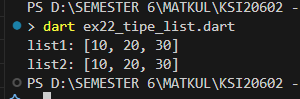 PS D:\SEMESTER 6\MATKUL\KSI20602 -
> dart ex22_tipe_list.dart
list1: [10, 20, 30]
list2: [10, 20, 30]
PS D:\SEMESTER 6\MATKUL\KSI20602 -